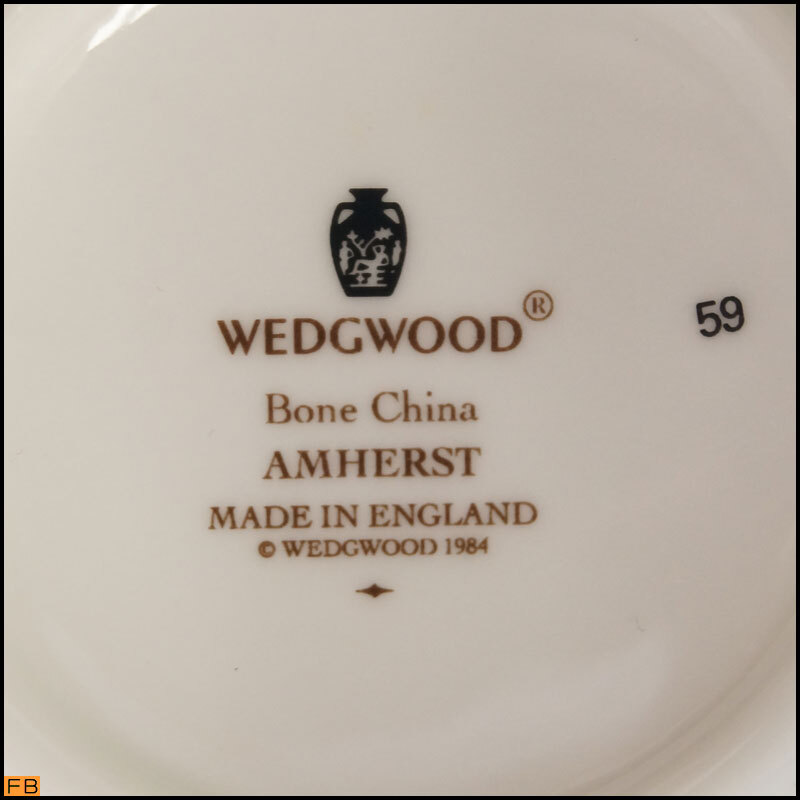 WEDGWOOD®
59
Bone China
AMHERST
MADE IN ENGLAND
© WEDGWOOD 1984
FB